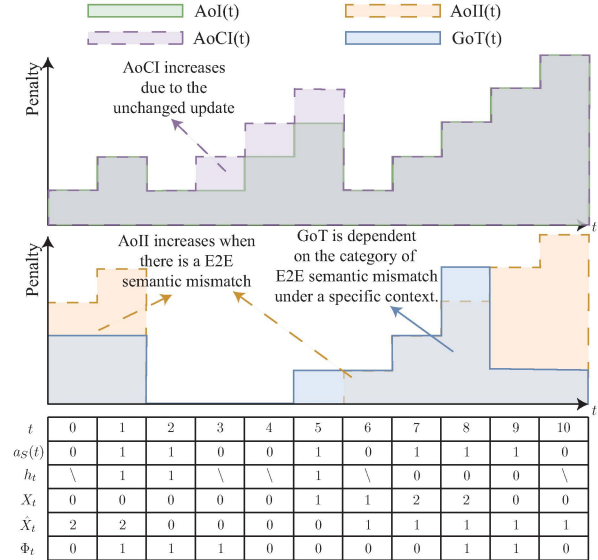 AoI(t) AoII(t)
AoCI(t) GoT(t)
Penalty
AoCI increases
due to the
unchanged update
t
Penalty
AoII increases when
there is a E2E
semantic mismatch
GoT is dependent
on the category of
E2E semantic mismatch
under a specific context.
t
t 0 1 2 3 4 5 6 7 8 9 10
a_S(t) 0 1 1 0 0 1 0 1 1 1 0
h_t \ 1 1 \ \ 1 \ 0 0 0 \
X_t 0 0 0 0 0 1 1 2 2 0 0
X̂_t 2 2 0 0 0 0 1 1 1 1 1
Φ_t 0 1 1 1 0 0 0 0 1 1 0